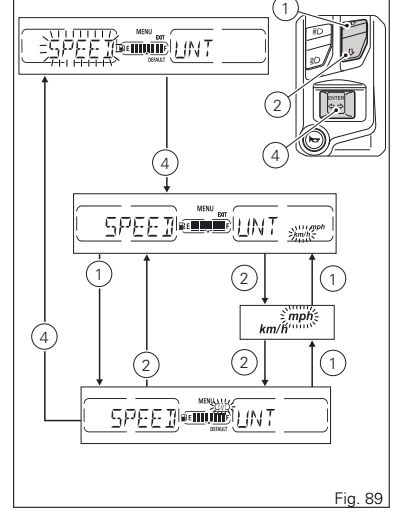 1
2
4
ENTER
MENU
EXIT
SPEED E F UNT
DEFAULT
4
MENU
EXIT
SPEED E F UNT km/h mph
1
2
2
1
4
km/h mph
2
1
MENU
EXIT
SPEED E F UNT
DEFAULT
Fig. 89